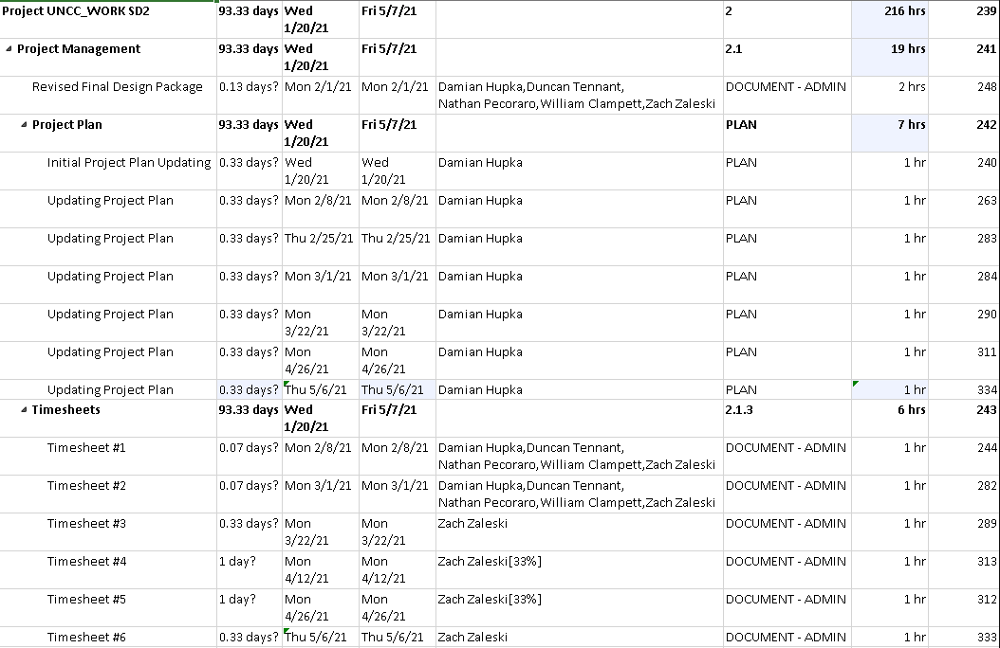 Project UNCC_WORK SD2 93.33 days Wed Fri 5/7/21 2 216 hrs 239
1/20/21
Project Management 93.33 days Wed Fri 5/7/21 2.1 19 hrs 241
1/20/21
Revised Final Design Package 0.13 days? Mon 2/1/21 Mon 2/1/21 Damian Hupka,Duncan Tennant, DOCUMENT - ADMIN 2 hrs 248
Nathan Pecoraro,William Clampett,Zach Zaleski
Project Plan 93.33 days Wed Fri 5/7/21 PLAN 7 hrs 242
1/20/21
Initial Project Plan Updating 0.33 days? Wed Wed Damian Hupka PLAN 1 hr 240
1/20/21 1/20/21
Updating Project Plan 0.33 days? Mon 2/8/21 Mon 2/8/21 Damian Hupka PLAN 1 hr 263
Updating Project Plan 0.33 days? Thu 2/25/21 Thu 2/25/21 Damian Hupka PLAN 1 hr 283
Updating Project Plan 0.33 days? Mon 3/1/21 Mon 3/1/21 Damian Hupka PLAN 1 hr 284
Updating Project Plan 0.33 days? Mon Mon Damian Hupka PLAN 1 hr 290
3/22/21 3/22/21
Updating Project Plan 0.33 days? Mon Mon Damian Hupka PLAN 1 hr 311
4/26/21 4/26/21
Updating Project Plan 0.33 days? Thu 5/6/21 Thu 5/6/21 Damian Hupka PLAN 1 hr 334
Timesheets 93.33 days Wed Fri 5/7/21 2.1.3 6 hrs 243
1/20/21
Timesheet #1 0.07 days? Mon 2/8/21 Mon 2/8/21 Damian Hupka,Duncan Tennant, DOCUMENT - ADMIN 1 hr 244
Nathan Pecoraro,William Clampett,Zach Zaleski
Timesheet #2 0.07 days? Mon 3/1/21 Mon 3/1/21 Damian Hupka,Duncan Tennant, DOCUMENT - ADMIN 1 hr 282
Nathan Pecoraro,William Clampett,Zach Zaleski
Timesheet #3 0.33 days? Mon Mon Zach Zaleski DOCUMENT - ADMIN 1 hr 289
3/22/21 3/22/21
Timesheet #4 1 day? Mon Mon Zach Zaleski[33%] DOCUMENT - ADMIN 1 hr 313
4/12/21 4/12/21
Timesheet #5 1 day? Mon Mon Zach Zaleski[33%] DOCUMENT - ADMIN 1 hr 312
4/26/21 4/26/21
Timesheet #6 0.33 days? Thu 5/6/21 Thu 5/6/21 Zach Zaleski DOCUMENT - ADMIN 1 hr 333